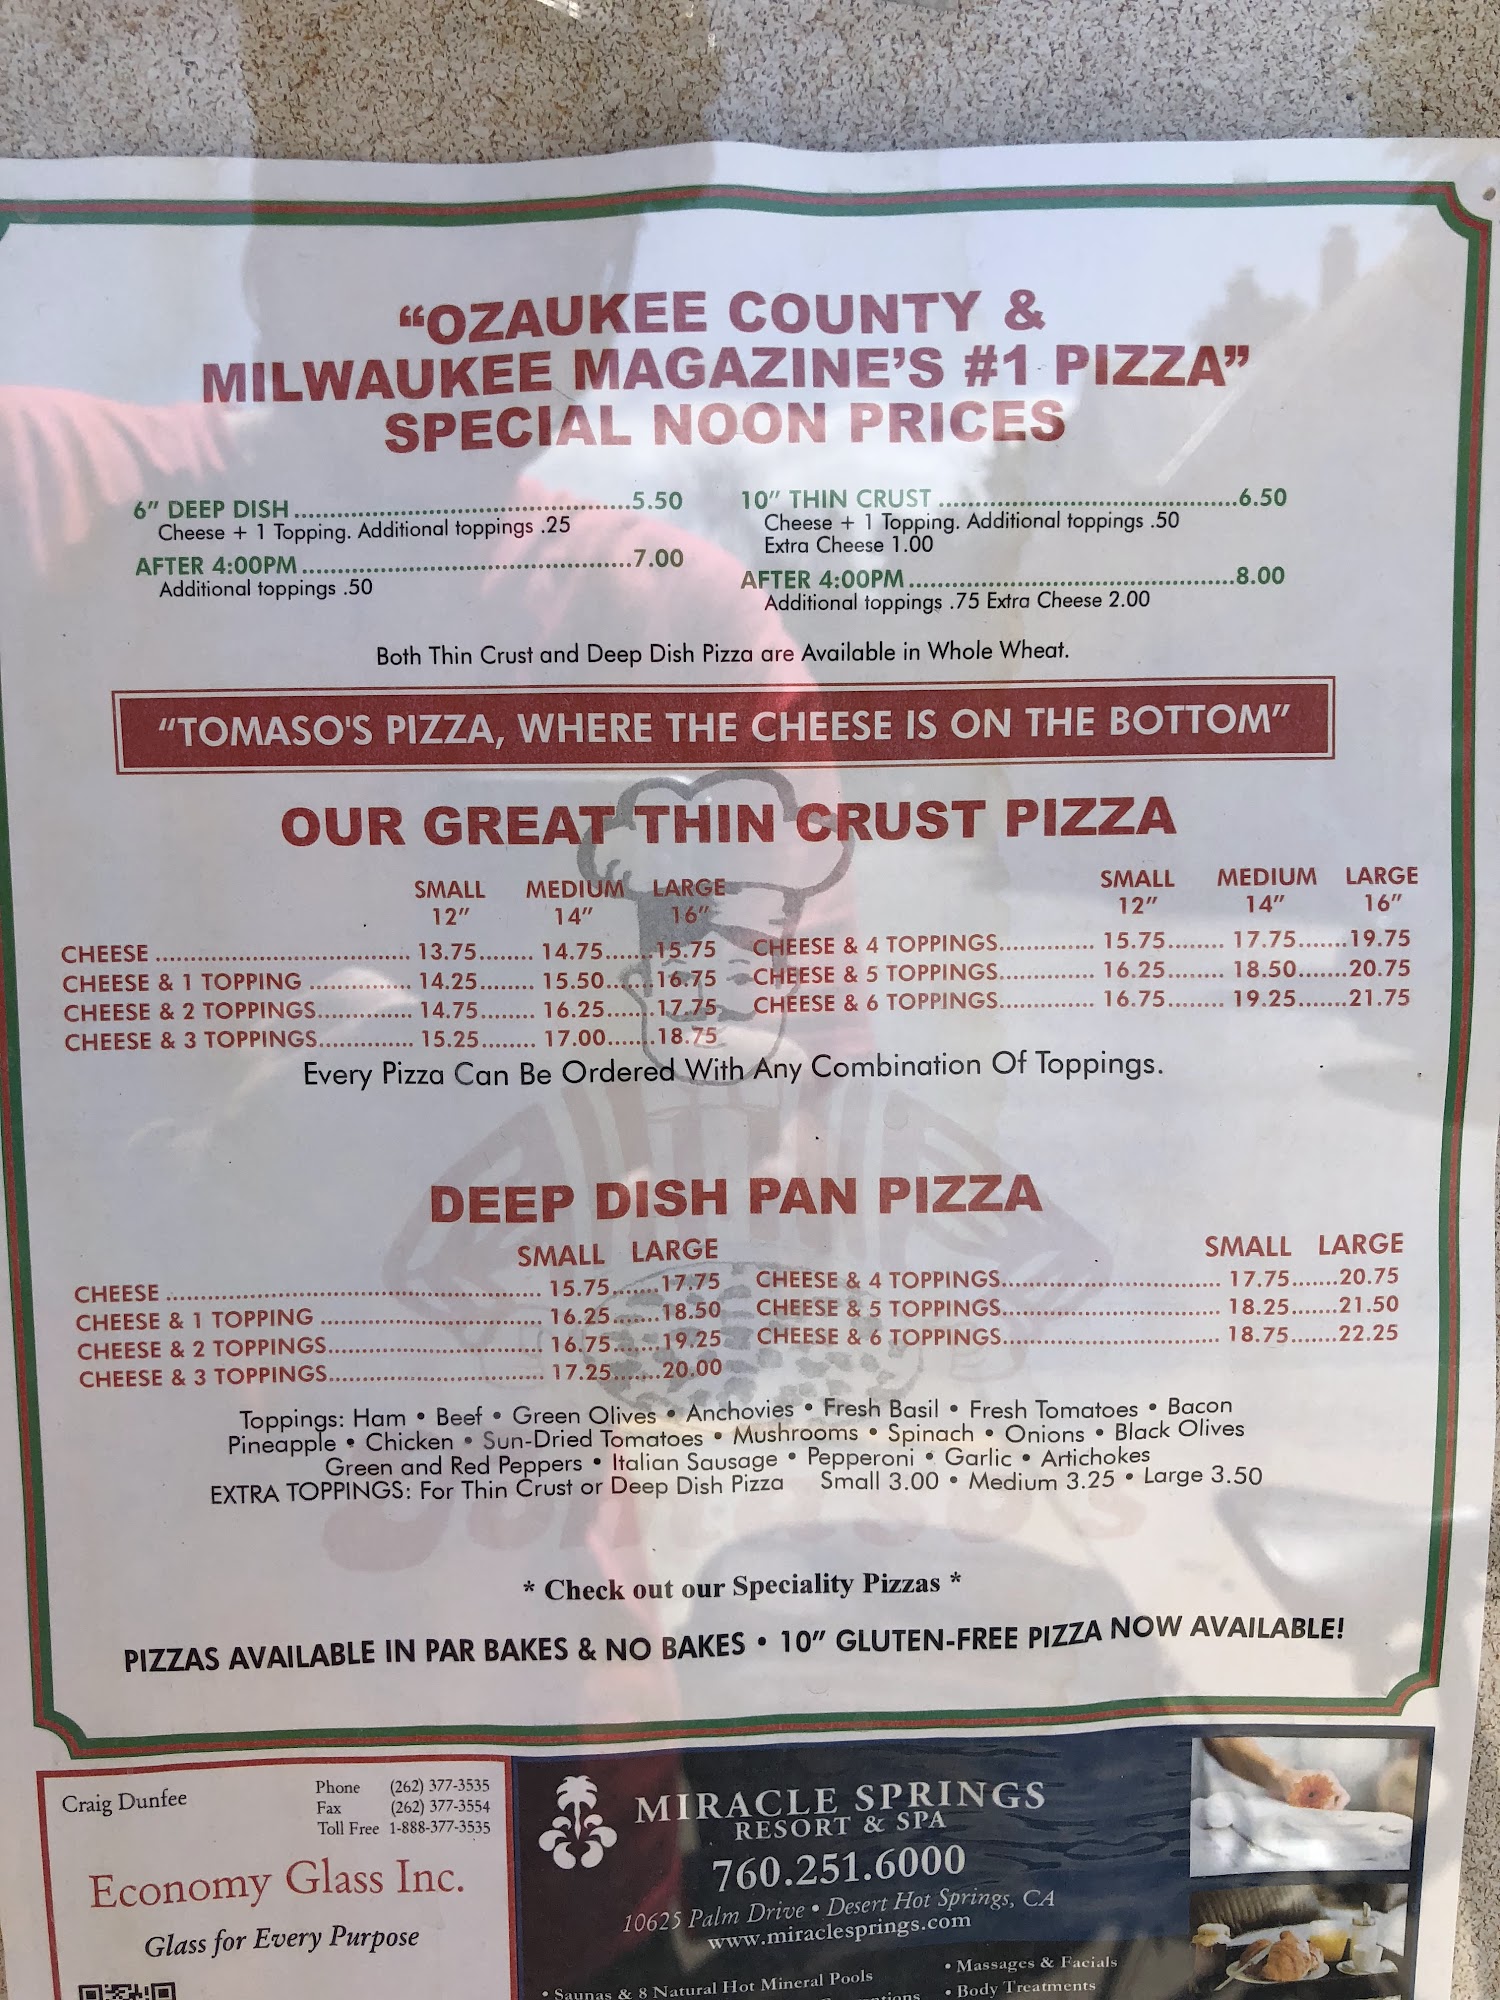 “OZAUKEE COUNTY &
MILWAUKEE MAGAZINE’S #1 PIZZA”
SPECIAL NOON PRICES
6” DEEP DISH 5.50
Cheese + 1 Topping. Additional toppings .25
AFTER 4:00PM 7.00
Additional toppings .50
10” THIN CRUST 6.50
Cheese + 1 Topping. Additional toppings .50
Extra Cheese 1.00
AFTER 4:00PM 8.00
Additional toppings .75 Extra Cheese 2.00
Both Thin Crust and Deep Dish Pizza are Available in Whole Wheat.
“TOMASO'S PIZZA, WHERE THE CHEESE IS ON THE BOTTOM”
OUR GREAT THIN CRUST PIZZA
SMALL MEDIUM LARGE
12” 14” 16”
CHEESE 13.75 14.75 15.75
CHEESE & 1 TOPPING 14.25 15.50 16.75
CHEESE & 2 TOPPINGS 14.75 16.25 17.75
CHEESE & 3 TOPPINGS 15.25 17.00 18.75
SMALL MEDIUM LARGE
12” 14” 16”
CHEESE & 4 TOPPINGS 15.75 17.75 19.75
CHEESE & 5 TOPPINGS 16.25 18.50 20.75
CHEESE & 6 TOPPINGS 16.75 19.25 21.75
Every Pizza Can Be Ordered With Any Combination Of Toppings.
DEEP DISH PAN PIZZA
SMALL LARGE
CHEESE 15.75 17.75
CHEESE & 1 TOPPING 16.25 18.50
CHEESE & 2 TOPPINGS 16.75 19.25
CHEESE & 3 TOPPINGS 17.25 20.00
SMALL LARGE
CHEESE & 4 TOPPINGS 17.75 20.75
CHEESE & 5 TOPPINGS 18.25 21.50
CHEESE & 6 TOPPINGS 18.75 22.25
Toppings: Ham • Beef • Green Olives • Anchovies • Fresh Basil • Fresh Tomatoes • Bacon
Pineapple • Chicken • Sun-Dried Tomatoes • Mushrooms • Spinach • Onions • Black Olives
Green and Red Peppers • Italian Sausage • Pepperoni • Garlic • Artichokes
EXTRA TOPPINGS: For Thin Crust or Deep Dish Pizza Small 3.00 • Medium 3.25 • Large 3.50
* Check out our Speciality Pizzas *
PIZZAS AVAILABLE IN PAR BAKES & NO BAKES • 10” GLUTEN-FREE PIZZA NOW AVAILABLE!
Craig Dunfee
Phone (262) 377-3535
Fax (262) 377-3554
Toll Free 1-888-377-3535
Economy Glass Inc.
Glass for Every Purpose
MIRACLE SPRINGS
RESORT & SPA
760.251.6000
10625 Palm Drive • Desert Hot Springs, CA
www.miraclesprings.com
• Saunas & 8 Natural Hot Mineral Pools
• Massages & Facials
• Body Treatments